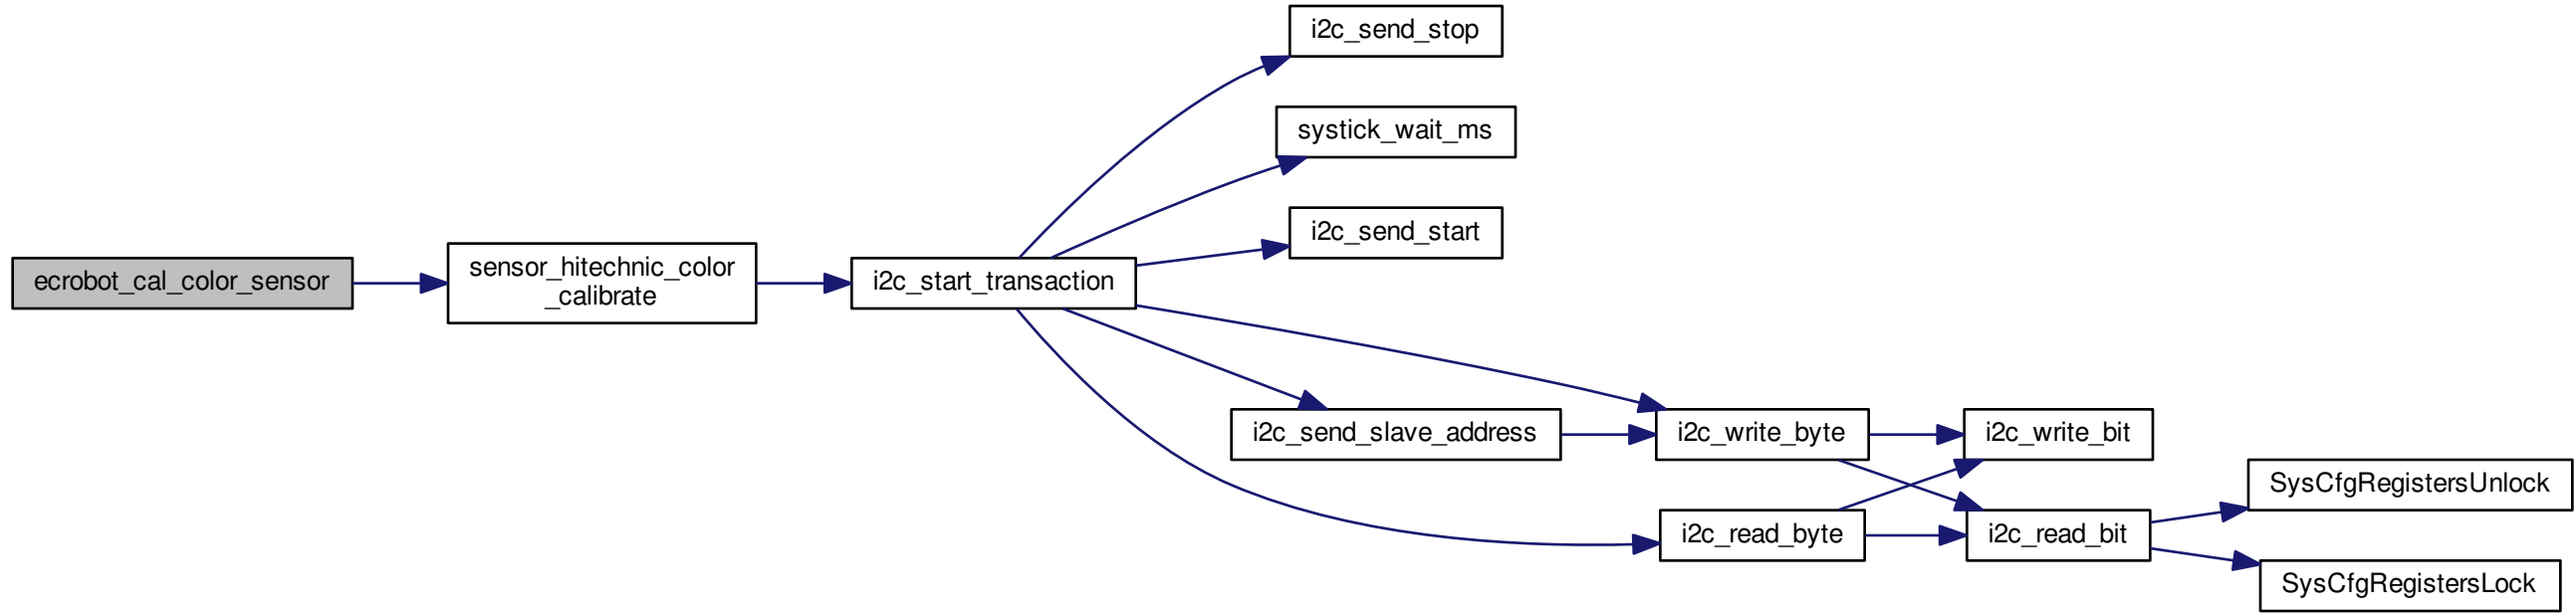 i2c_send_stop
systick_wait_ms
i2c_send_start
ecrobot_cal_color_sensor
sensor_hitechnic_color
_calibrate
i2c_start_transaction
i2c_send_slave_address
i2c_write_byte
i2c_write_bit
SysCfgRegistersUnlock
i2c_read_byte
i2c_read_bit
SysCfgRegistersLock